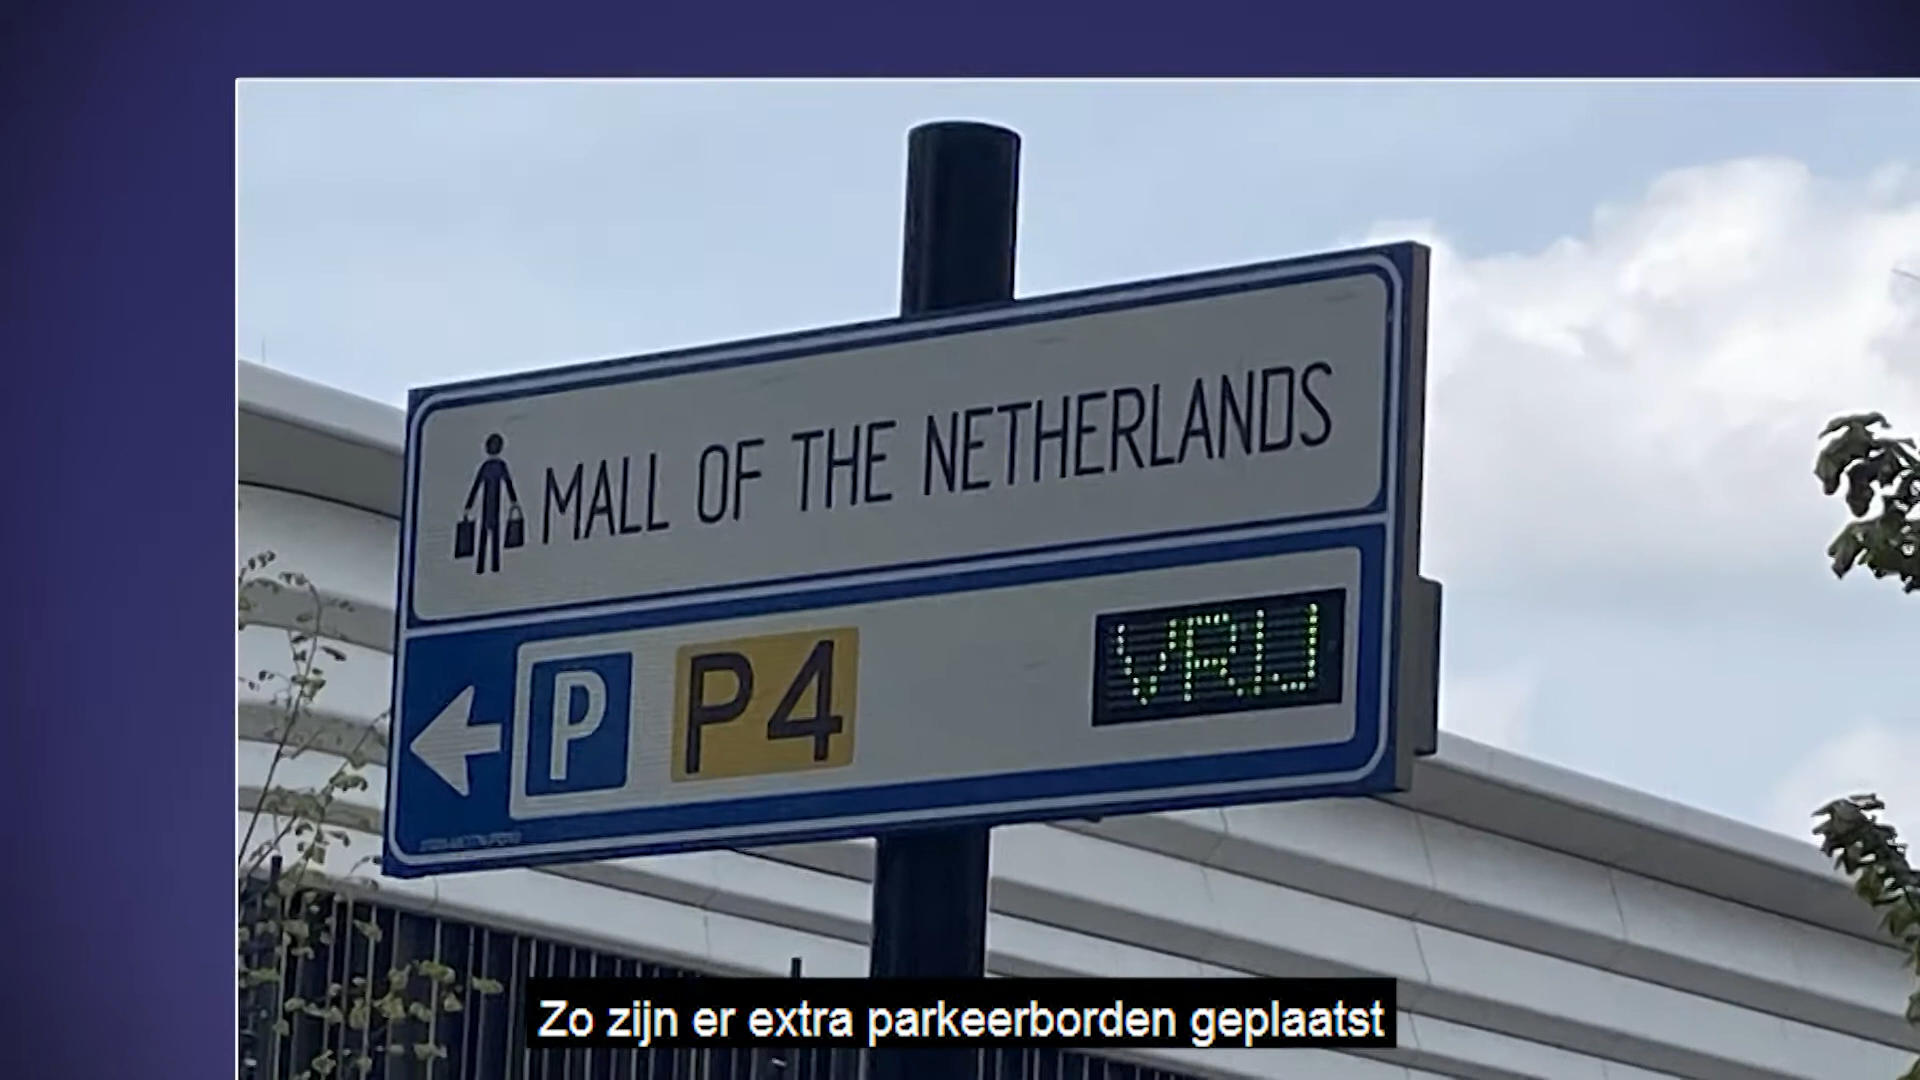 MALL OF THE NETHERLANDS
P P4 VRIJ
Zo zijn er extra parkeerborden geplaatst